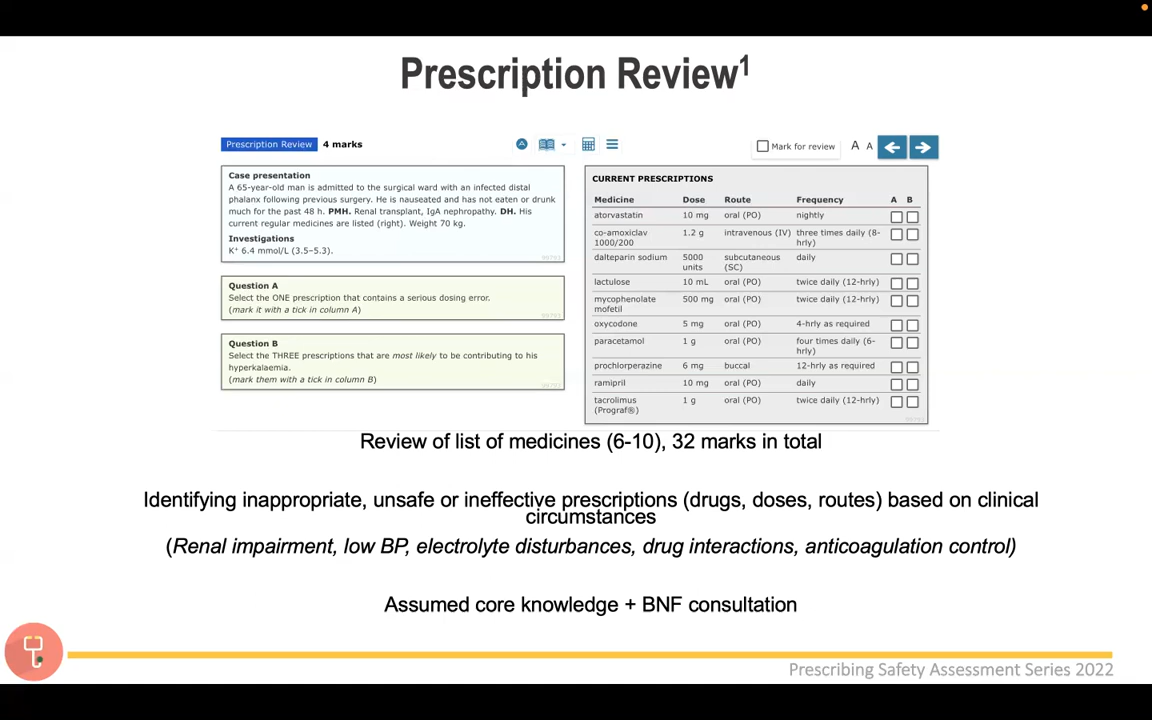 Prescription Review1
Prescription Review 4 marks
Mark for review A A
Case presentation
A 65-year-old man is admitted to the surgical ward with an infected distal
phalanx following previous surgery. He is nauseated and has not eaten or drunk
much for the past 48 h. PMH. Renal transplant, IgA nephropathy. DH. His
current regular medicines are listed (right). Weight 70 kg.
Investigations
K+ 6.4 mmol/L (3.5–5.3).
Question A
Select the ONE prescription that contains a serious dosing error.
(mark it with a tick in column A)
Question B
Select the THREE prescriptions that are most likely to be contributing to his
hyperkalaemia.
(mark them with a tick in column B)
CURRENT PRESCRIPTIONS
Medicine Dose Route Frequency A B
atorvastatin 10 mg oral (PO) nightly
co-amoxiclav 1.2 g intravenous (IV) three times daily (8-
1000/200 hrly)
dalteparin sodium 5000 subcutaneous daily
units (SC)
lactulose 10 mL oral (PO) twice daily (12-hrly)
mycophenolate 500 mg oral (PO) twice daily (12-hrly)
mofetil
oxycodone 5 mg oral (PO) 4-hrly as required
paracetamol 1 g oral (PO) four times daily (6-
hrly)
prochlorperazine 6 mg buccal 12-hrly as required
ramipril 10 mg oral (PO) daily
tacrolimus 1 g oral (PO) twice daily (12-hrly)
(Prograf®)
Review of list of medicines (6-10), 32 marks in total
Identifying inappropriate, unsafe or ineffective prescriptions (drugs, doses, routes) based on clinical
circumstances
(Renal impairment, low BP, electrolyte disturbances, drug interactions, anticoagulation control)
Assumed core knowledge + BNF consultation
Prescribing Safety Assessment Series 2022